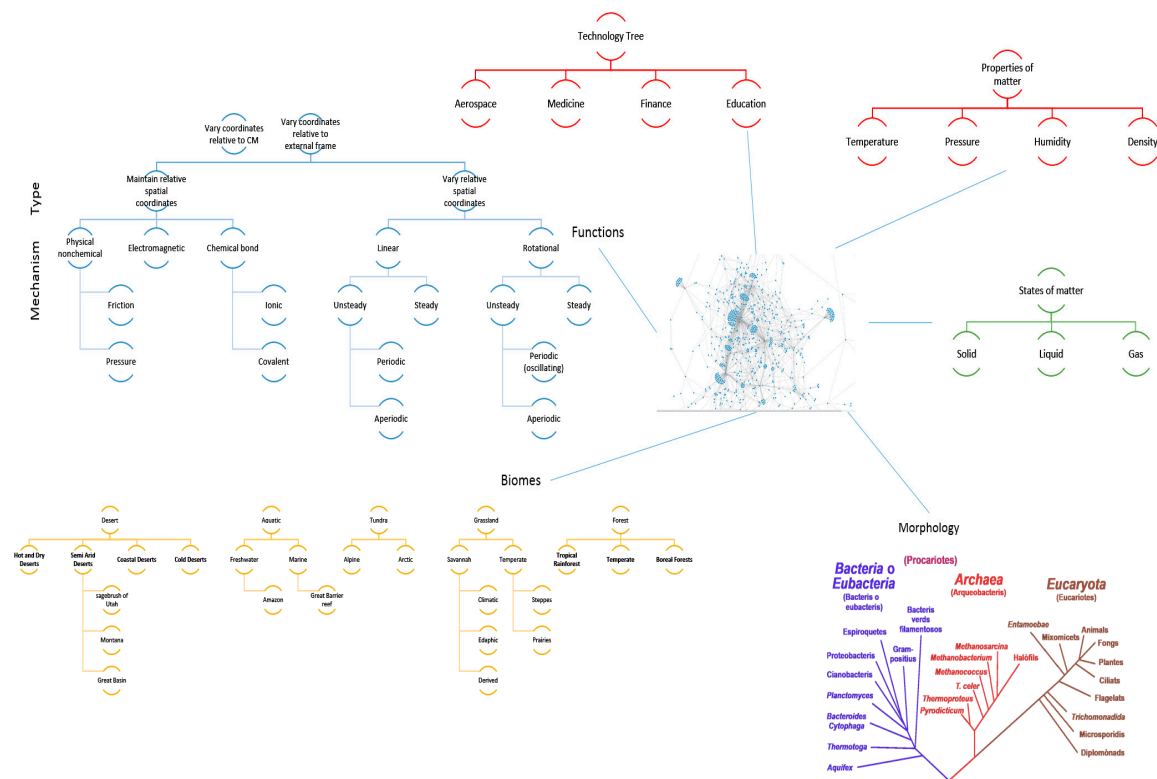 Technology Tree
Aerospace
Medicine
Finance
Education
Properties of
matter
Temperature
Pressure
Humidity
Density
Type
Mechanism
Vary coordinates
relative to CM
Vary coordinates
relative to
external frame
Maintain relative
spatial
coordinates
Vary relative
spatial
coordinates
Physical
nonchemical
Electromagnetic
Chemical bond
Linear
Rotational
Functions
Friction
Pressure
Ionic
Covalent
Unsteady
Steady
Periodic
Aperiodic
Unsteady
Steady
Periodic
(oscillating)
Aperiodic
States of matter
Solid
Liquid
Gas
Biomes
Desert
Hot and Dry
Deserts
Semi Arid
Deserts
Coastal Deserts
Cold Deserts
sagebrush of
Utah
Montana
Great Basin
Aquatic
Freshwater
Marine
Amazon
Great Barrier
reef
Tundra
Alpine
Arctic
Grassland
Savannah
Temperate
Climatic
Edaphic
Derived
Steppes
Prairies
Forest
Tropical
Rainforest
Temperate
Boreal Forests
Morphology
(Procariotes)
Bacteria o
Eubacteria
(Bacteris o
eubacteris)
Archaea
(Arqueobacteris)
Eucaryota
(Eucariotes)
Espiroquetes
Proteobacteris
Cianobacteris
Planctomyces
Bacteroides
Cytophaga
Thermotoga
Aquifex
Gram-
positius
Bacteris
verds
filamentosos
Methanosarcina
Methanobacterium
Methanococcus
T. celer
Thermoproteus
Pyrodicticum
Halòfils
Entamoebae
Mixomicets
Animals
Fongs
Plantes
Ciliats
Flagelats
Trichomonadida
Microsporidis
Diplomònads